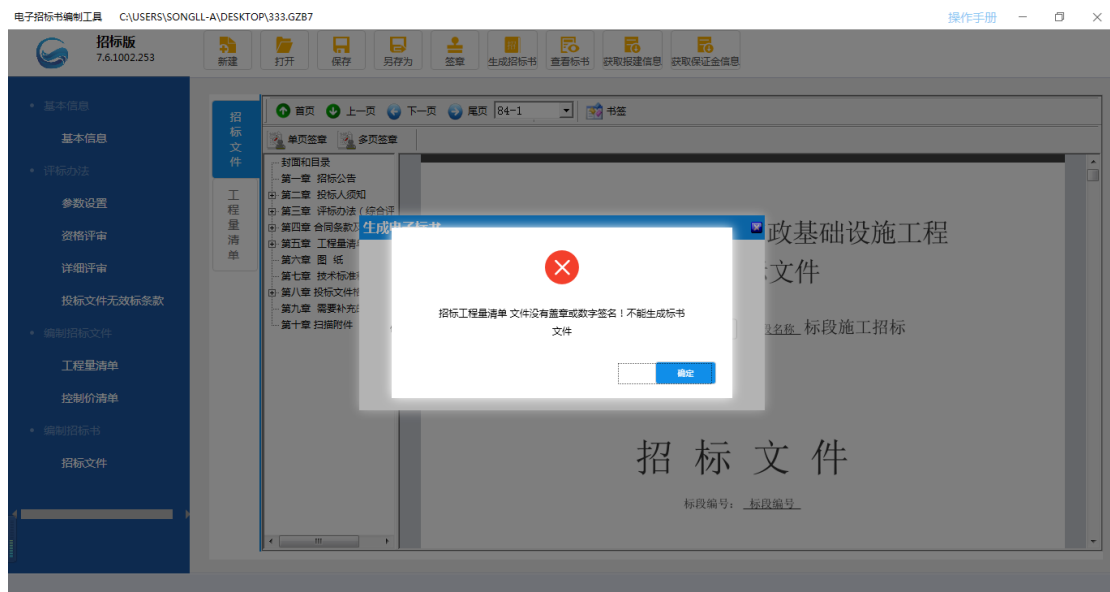 电子招标书编制工具 C:\USERS\SONGLL-A\DESKTOP\333.GZB7
操作手册
招标版
7.6.1002.253
新建
打开
保存
另存为
签章
生成招标书
查看标书
获取报建信息
获取保证金信息
基本信息
基本信息
评标办法
参数设置
资格评审
详细评审
投标文件无效标条款
编制招标文件
工程量清单
控制价清单
编制招标书
招标文件
招标文件
工程量清单
首页
上一页
下一页
尾页
84-1
书签
单页签章
多页签章
封面和目录
第一章 招标公告
第二章 投标人须知
第三章 评标办法（综合评
第四章 合同条款及
第五章 工程量清
第六章 图 纸
第七章 技术标准
第八章 投标文件格
第九章 需要补充
第十章 扫描附件
生成电子标书
招标工程量清单 文件没有盖章或数字签名！不能生成标书
文件
确定
政基础设施工程
文件
段名称 标段施工招标
招 标 文 件
标段编号： 标段编号